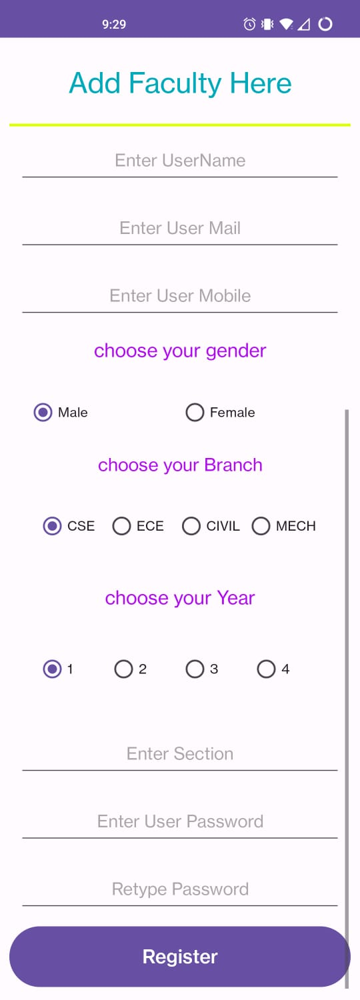 9:29
Add Faculty Here
Enter UserName
Enter User Mail
Enter User Mobile
choose your gender
Male Female
choose your Branch
CSE ECE CIVIL MECH
choose your Year
1 2 3 4
Enter Section
Enter User Password
Retype Password
Register